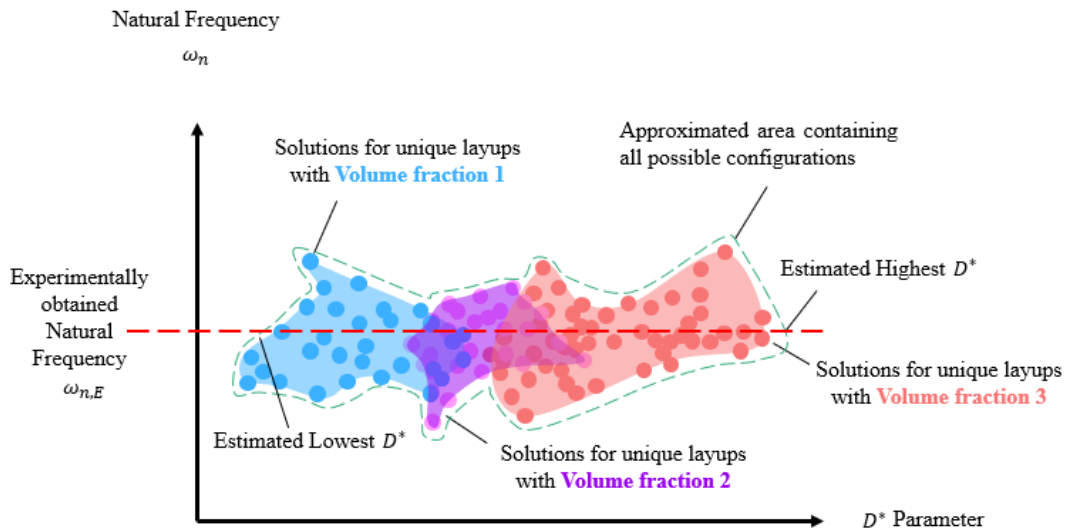 Natural Frequency
ωₙ
Solutions for unique layups
with Volume fraction 1
Approximated area containing
all possible configurations
Experimentally
obtained
Natural
Frequency
ωₙ,E
Estimated Highest D*
Solutions for unique layups
with Volume fraction 3
Estimated Lowest D*
Solutions for unique layups
with Volume fraction 2
D* Parameter